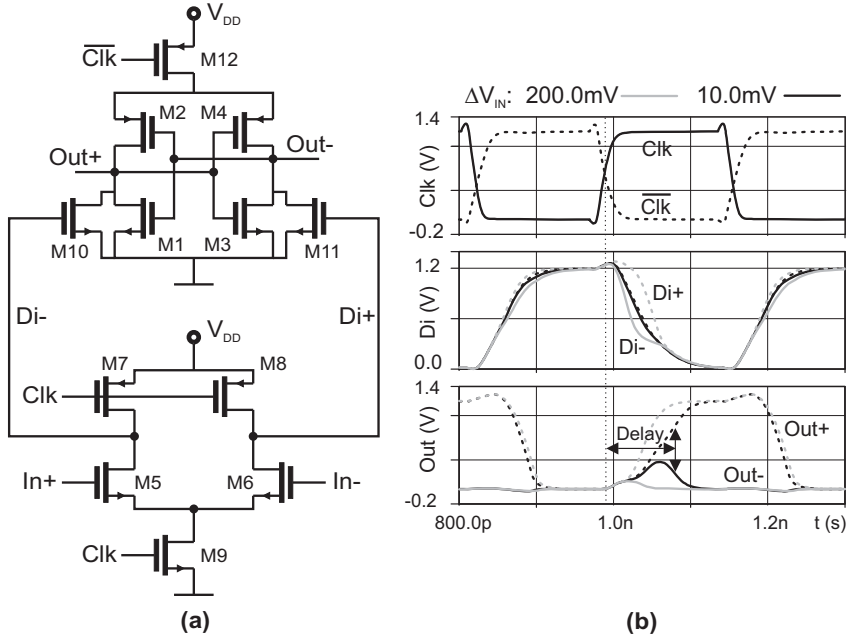 V_DD
Clk
M12
M2
M4
Out+
Out-
M10
M1
M3
M11
Di-
Di+
V_DD
M7
M8
Clk
In+
M5
M6
In-
Clk
M9
(a)
ΔV_IN: 200.0mV 10.0mV
1.4
Clk (V)
-0.2
Clk
Clk
1.2
Di (V)
0.0
Di+
Di-
1.4
Out (V)
-0.2
Delay
Out+
Out-
800.0p 1.0n 1.2n t (s)
(b)